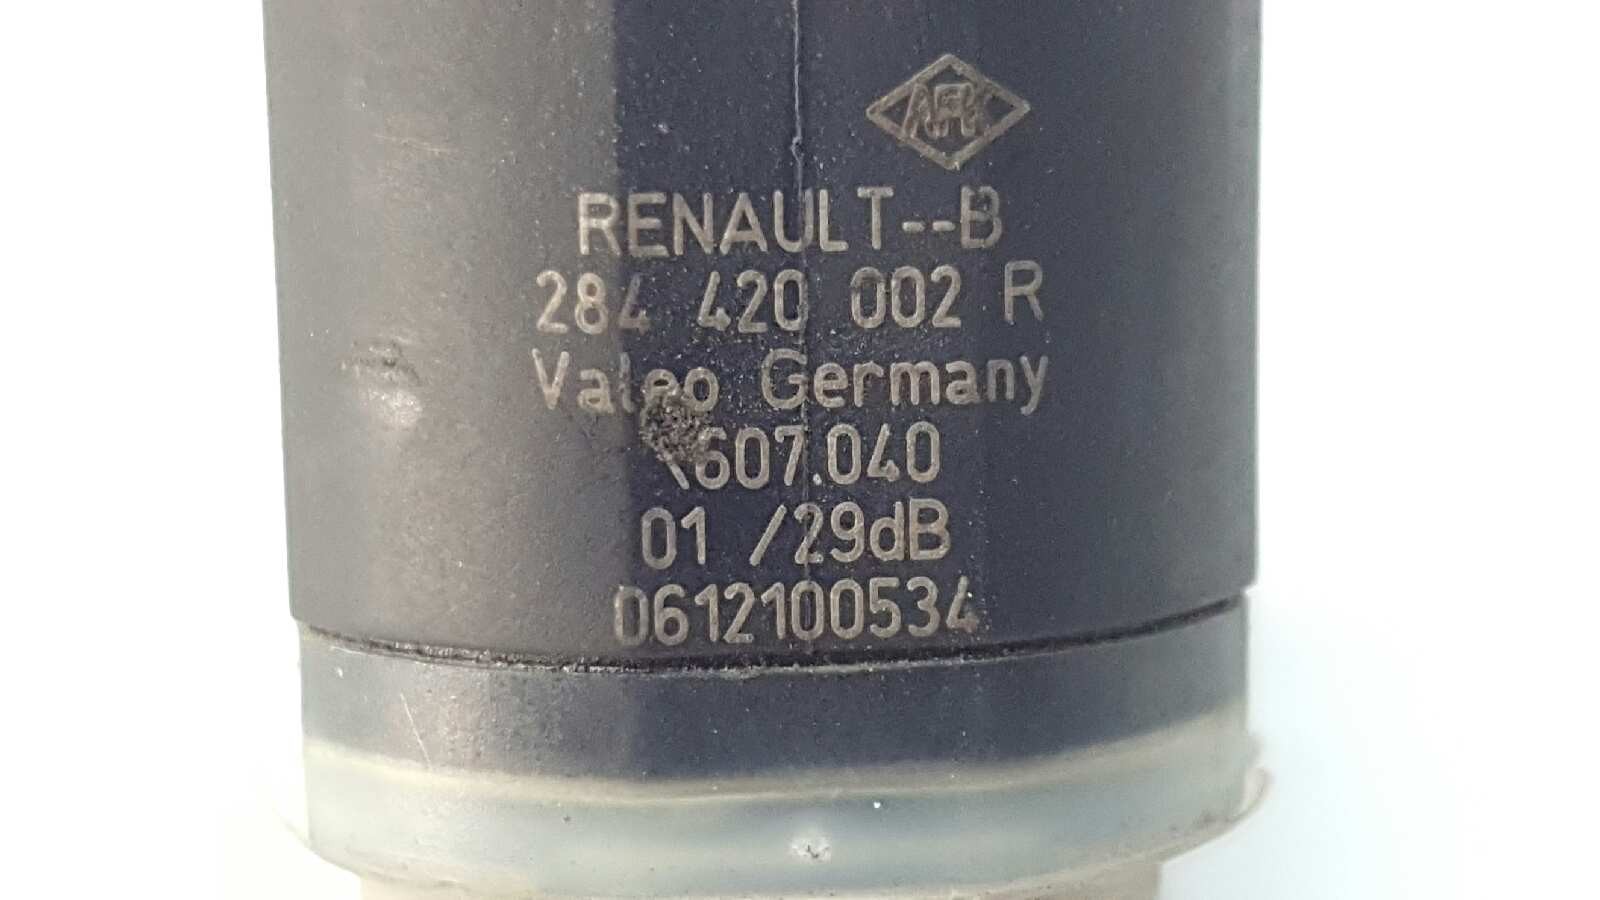 RENAULT--B
284 420 002 R
Valeo Germany
607.040
01 /29dB
0612100534